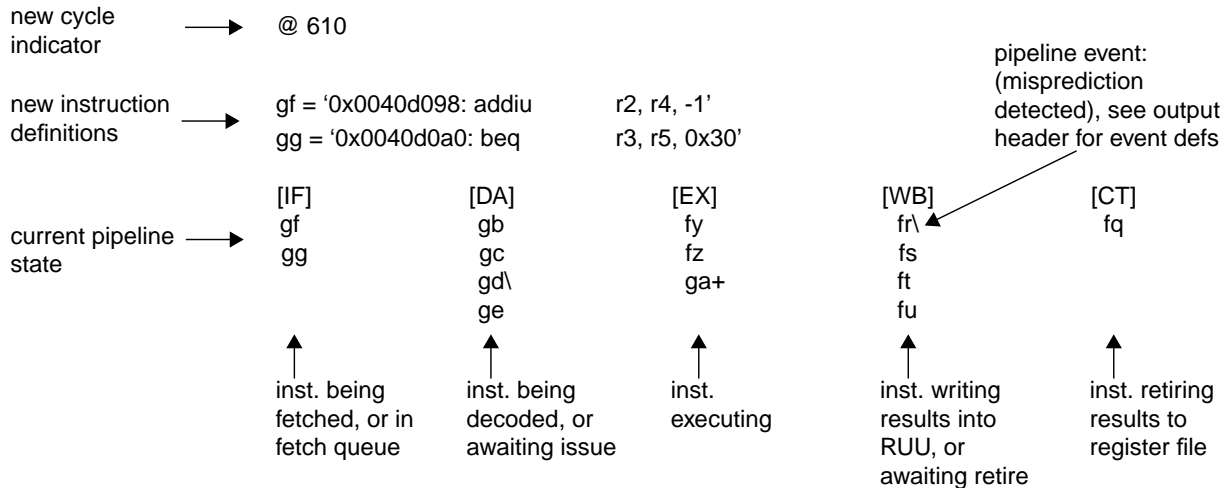 new cycle
indicator
@ 610
pipeline event:
(misprediction
detected), see output
header for event defs
new instruction
definitions
gf = ‘0x0040d098: addiu r2, r4, -1’
gg = ‘0x0040d0a0: beq r3, r5, 0x30’
[IF] [DA] [EX] [WB] [CT]
gf gb fy fr\ fq
gg gc fz fs
gd\ ga+ ft
ge fu
current pipeline
state
inst. being
fetched, or in
fetch queue
inst. being
decoded, or
awaiting issue
inst.
executing
inst. writing
results into
RUU, or
awaiting retire
inst. retiring
results to
register file